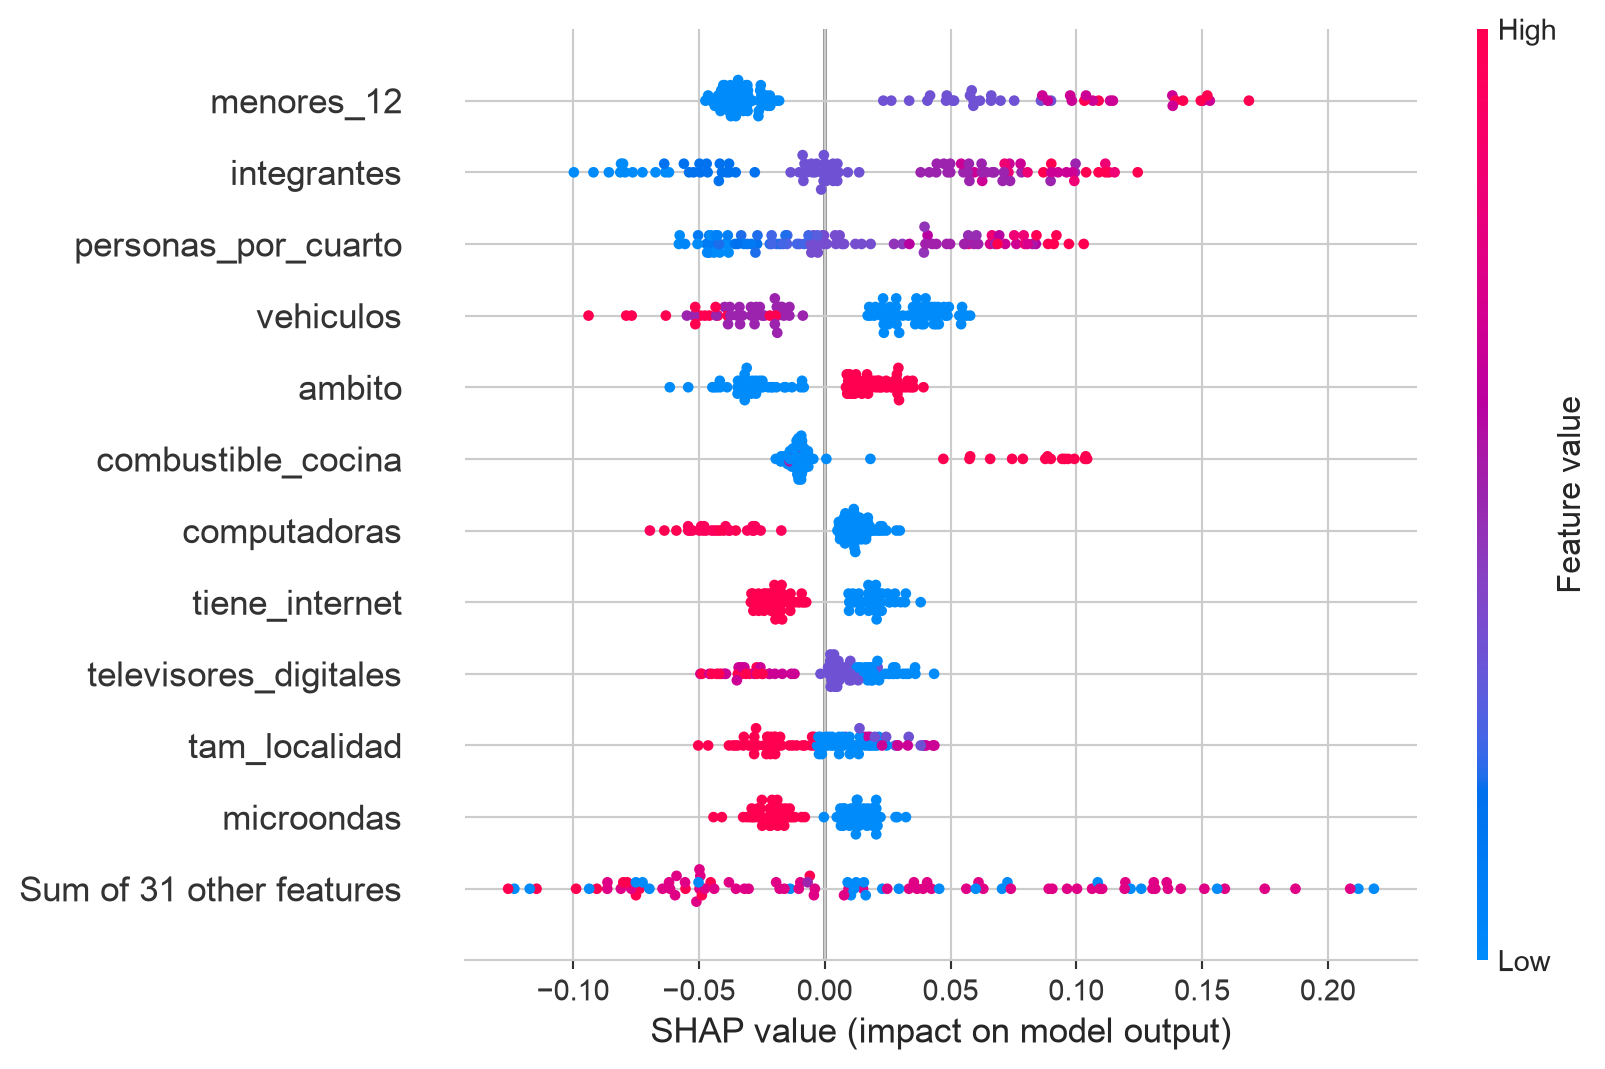 High
menores_12
integrantes
personas_por_cuarto
vehiculos
ambito
combustible_cocina
computadoras
tiene_internet
televisores_digitales
tam_localidad
microondas
Sum of 31 other features
Feature value
Low
−0.10 −0.05 0.00 0.05 0.10 0.15 0.20
SHAP value (impact on model output)